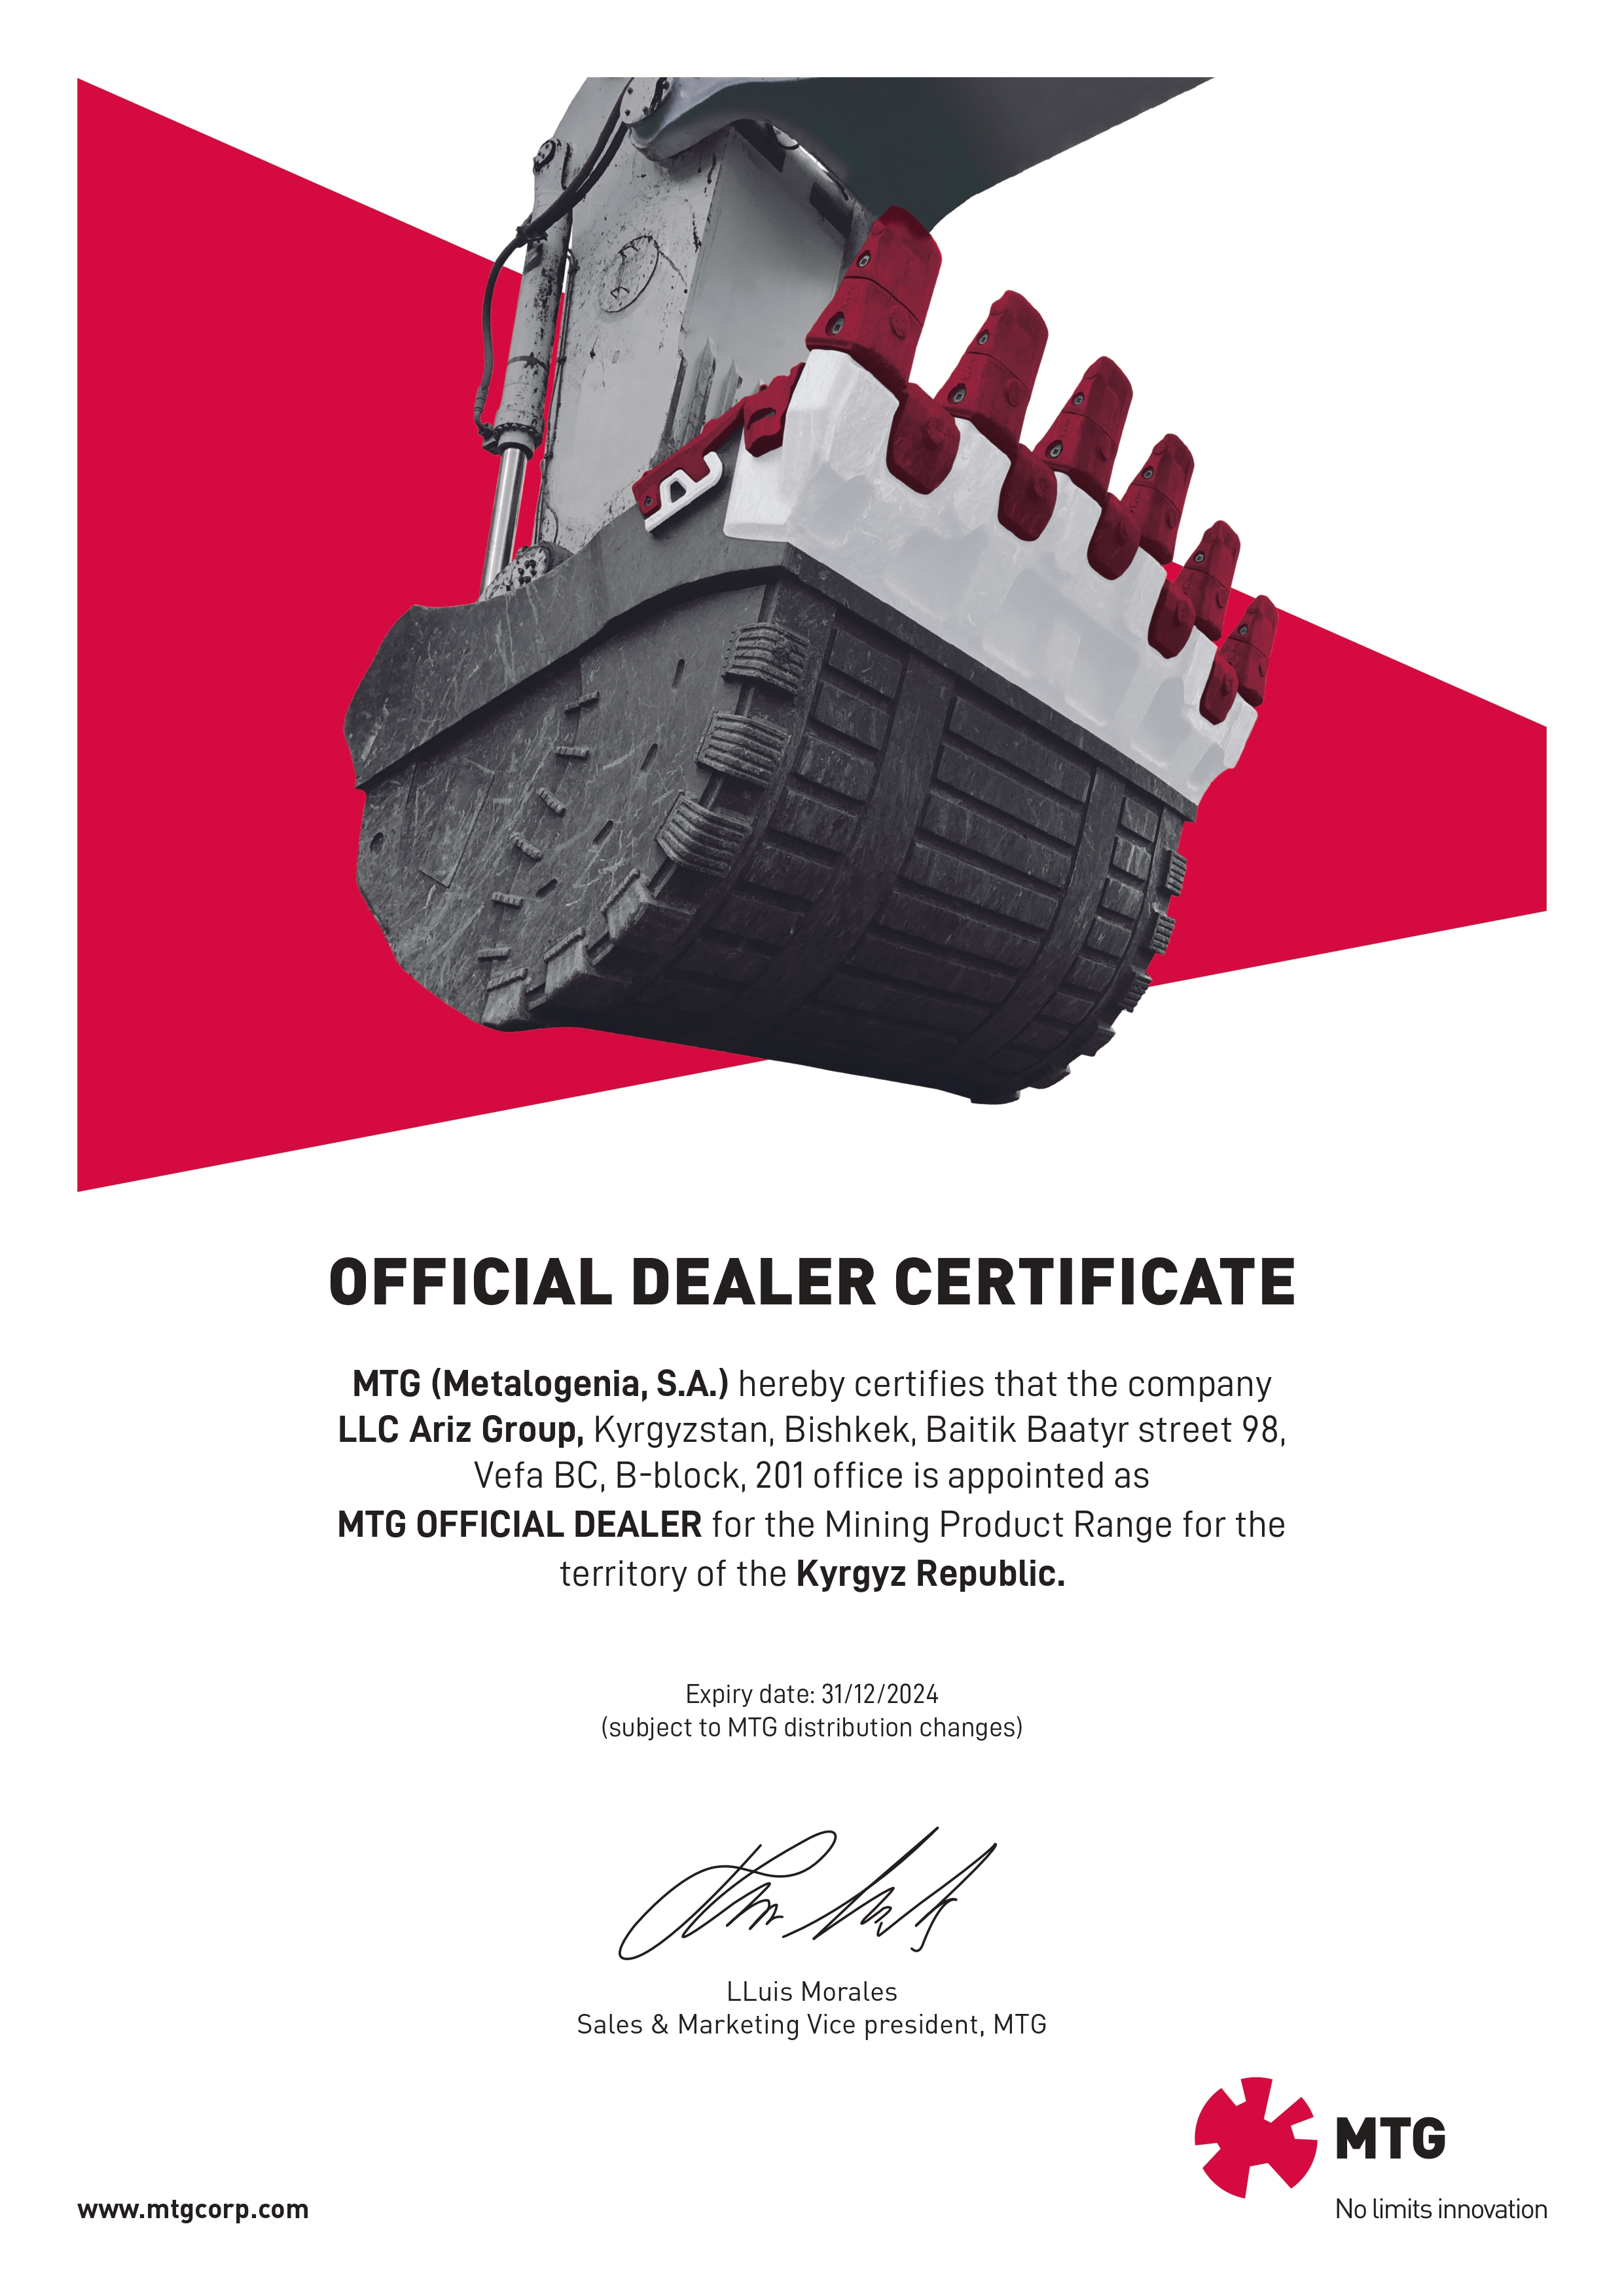 OFFICIAL DEALER CERTIFICATE
MTG (Metalogenia, S.A.) hereby certifies that the company
LLC Ariz Group, Kyrgyzstan, Bishkek, Baitik Baatyr street 98,
Vefa BC, B-block, 201 office is appointed as
MTG OFFICIAL DEALER for the Mining Product Range for the
territory of the Kyrgyz Republic.
Expiry date: 31/12/2024
(subject to MTG distribution changes)
LLuis Morales
Sales & Marketing Vice president, MTG
MTG
No limits innovation
www.mtgcorp.com